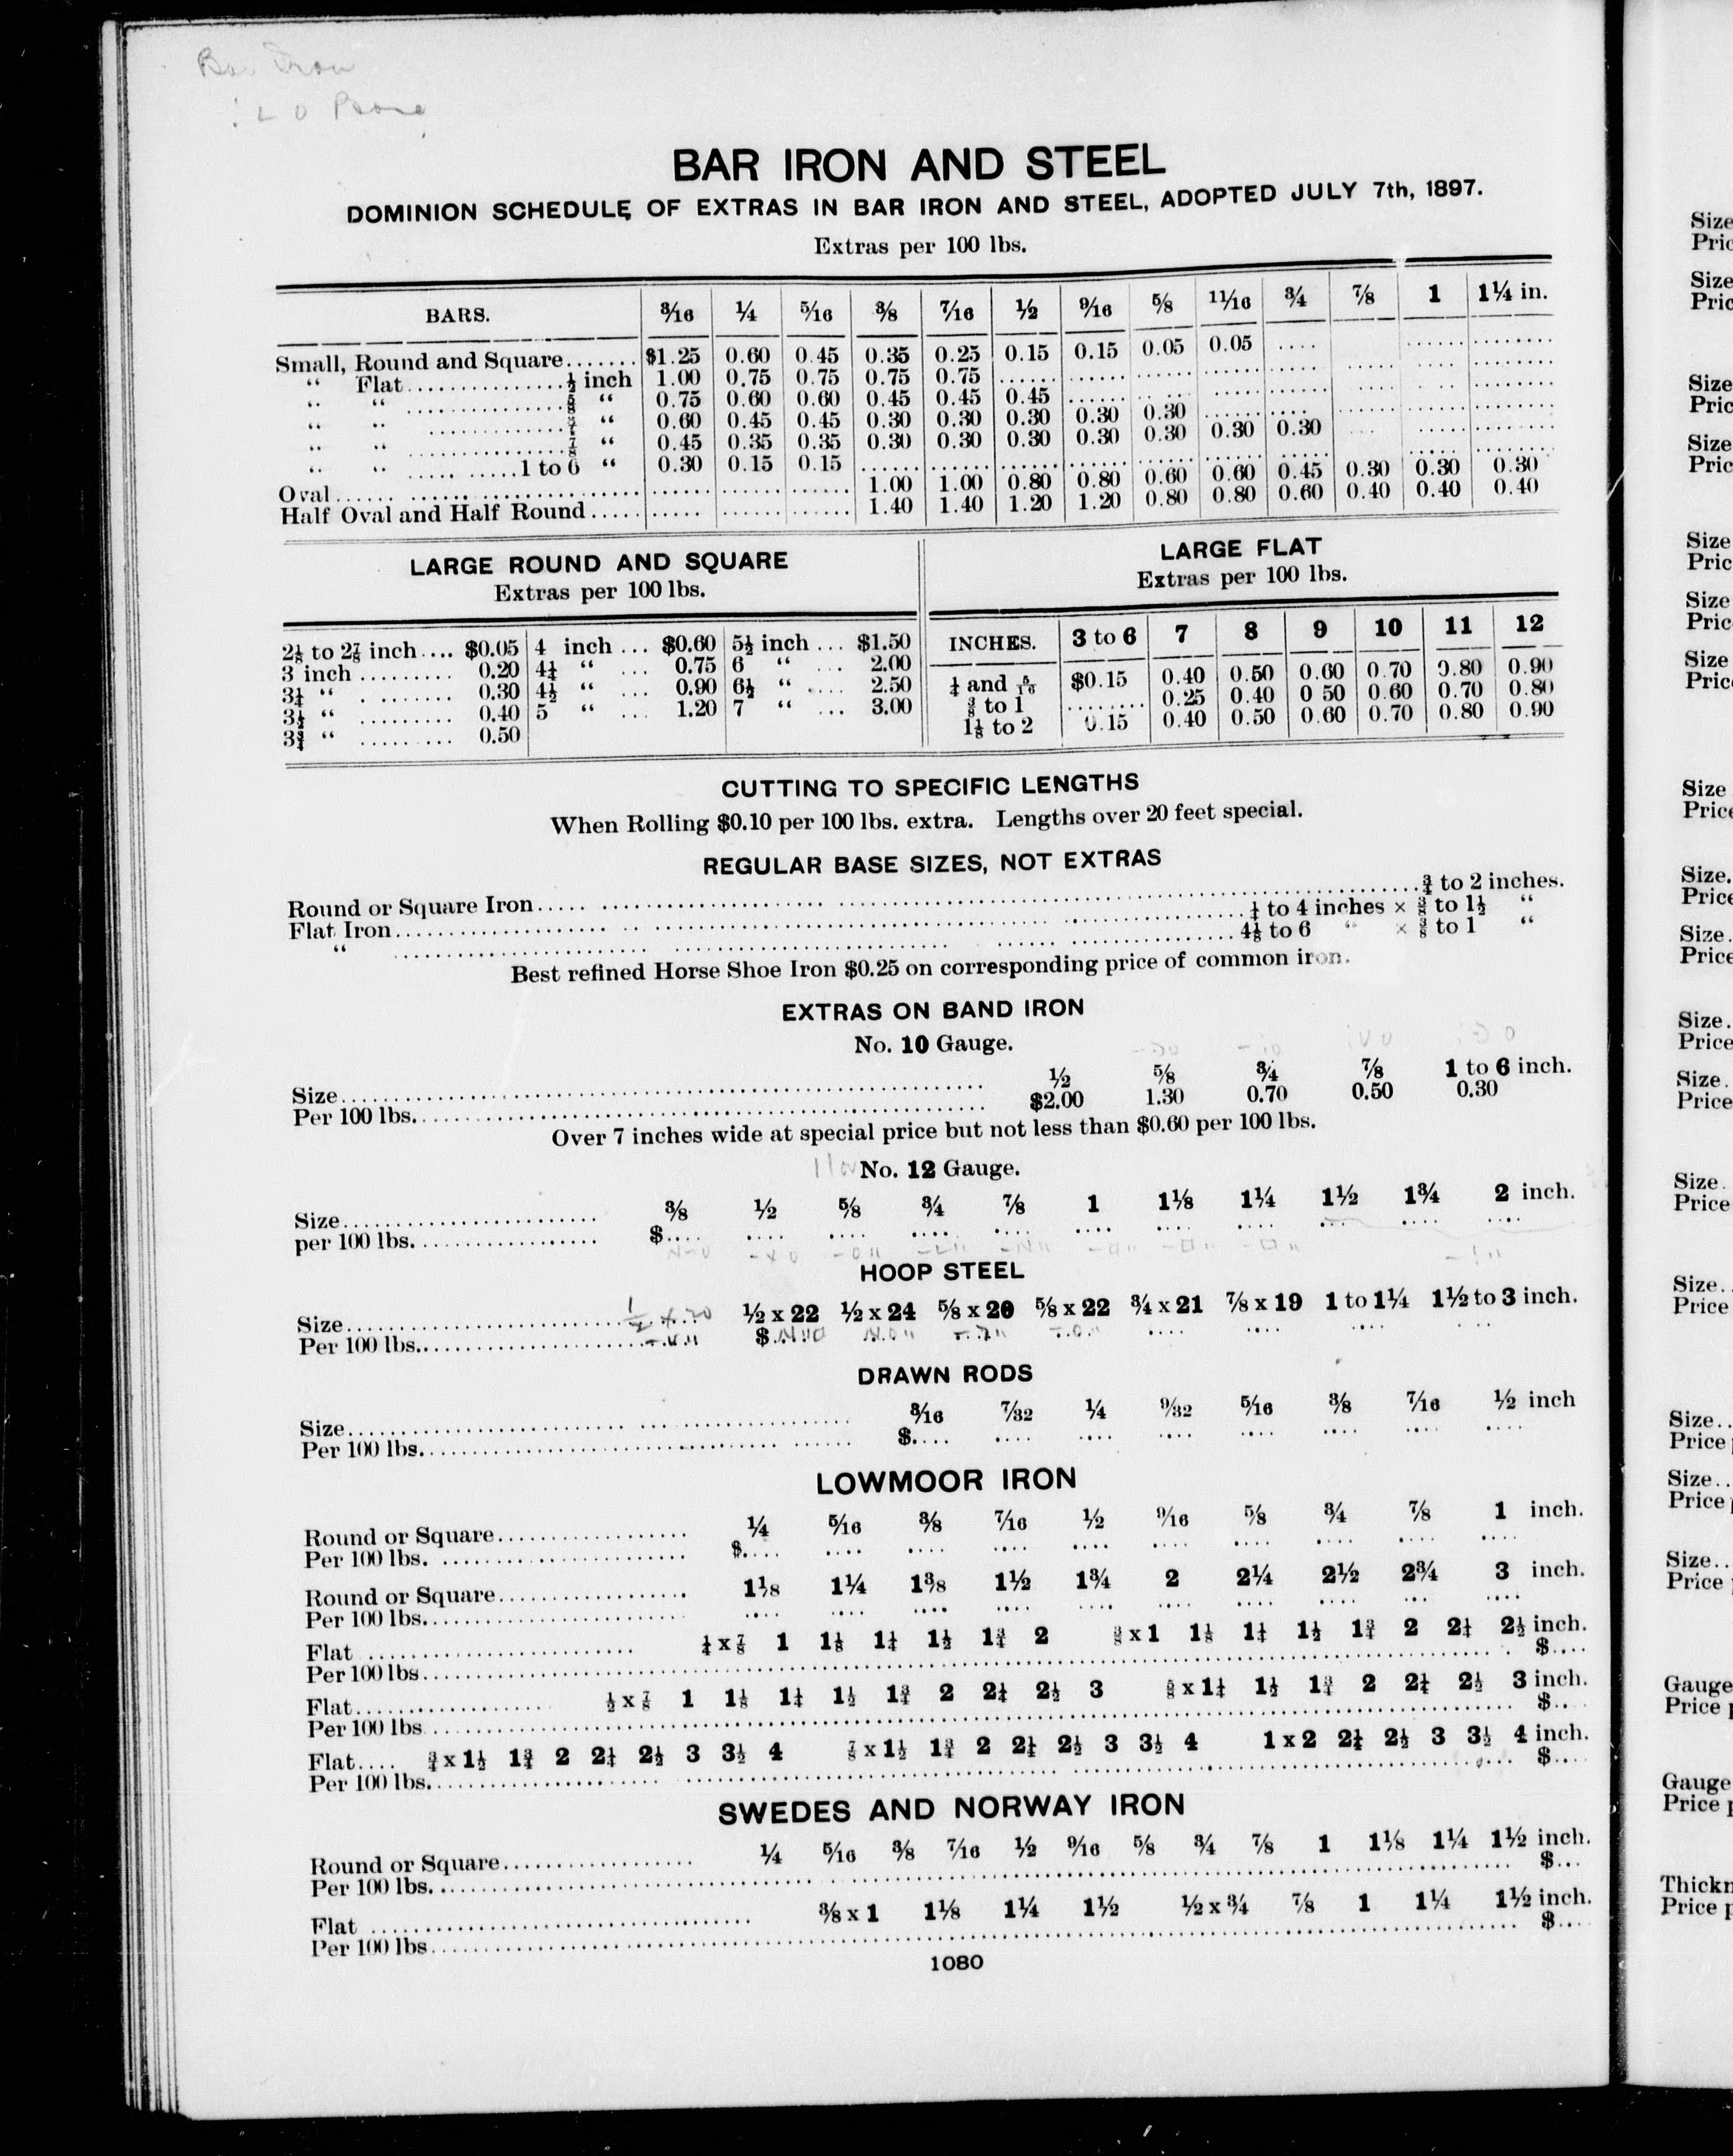 Bar Iron
BAR IRON AND STEEL
DOMINION SCHEDULE OF EXTRAS IN BAR IRON AND STEEL, ADOPTED JULY 7th, 1897.
Extras per 100 lbs.
BARS. 3/16 1/4 5/16 3/8 7/16 1/2 9/16 5/8 11/16 3/4 7/8 1 1 1/4 in.
Small, Round and Square....... $1.25 0.60 0.45 0.35 0.25 0.15 0.15 0.05 0.05 .... ...... ......
“ Flat............... 1/2 inch 1.00 0.75 0.75 0.75 0.75 ...... ...... ...... ...... ...... ...... ...... ......
“ “ ............... 5/8 “ 0.75 0.60 0.60 0.45 0.45 0.45 ...... ...... ...... ...... ...... ...... ......
“ “ ............... 3/4 “ 0.60 0.45 0.45 0.30 0.30 0.30 0.30 0.30 ...... ...... ...... ...... ......
“ “ ............... 7/8 “ 0.45 0.35 0.35 0.30 0.30 0.30 0.30 0.30 0.30 0.30 ... ...... ......
“ “ ..... ......1 to 6 “ 0.30 0.15 0.15 ...... ...... ...... ...... ...... ...... ...... ...... ...... ......
Oval...... ...... ...... 1.00 1.00 0.80 0.80 0.60 0.60 0.45 0.30 0.30 0.30
Half Oval and Half Round..... ...... ...... ...... 1.40 1.40 1.20 1.20 0.80 0.80 0.60 0.40 0.40 0.40
LARGE ROUND AND SQUARE
Extras per 100 lbs.
2 1/8 to 2 7/8 inch.... $0.05 4 inch ... $0.60 5 1/2 inch ... $1.50
3 inch .......... 0.20 4 1/4 “ ... 0.75 6 “ ... 2.00
3 1/4 “ . ........ 0.30 4 1/2 “ ... 0.90 6 1/2 “ .... 2.50
3 1/2 “ ......... 0.40 5 “ ... 1.20 7 “ ... 3.00
3 3/4 “ ......... 0.50
LARGE FLAT
Extras per 100 lbs.
INCHES. 3 to 6 7 8 9 10 11 12
1/4 and 5/16 $0.15 0.40 0.50 0.60 0.70 0.80 0.90
3/8 to 1 ........ 0.25 0.40 0 50 0.60 0.70 0.80
1 1/8 to 2 0.15 0.40 0.50 0.60 0.70 0.80 0.90
CUTTING TO SPECIFIC LENGTHS
When Rolling $0.10 per 100 lbs. extra. Lengths over 20 feet special.
REGULAR BASE SIZES, NOT EXTRAS
Round or Square Iron..... 3/4 to 2 inches.
Flat Iron..... 1/4 to 4 inches × 3/8 to 1 1/2 “
“ ..... 4 1/8 to 6 “ × 3/8 to 1 “
Best refined Horse Shoe Iron $0.25 on corresponding price of common iron.
EXTRAS ON BAND IRON
No. 10 Gauge.
Size..... 1/2 5/8 3/4 7/8 1 to 6 inch.
Per 100 lbs..... $2.00 1.30 0.70 0.50 0.30
Over 7 inches wide at special price but not less than $0.60 per 100 lbs.
No. 12 Gauge.
Size..... 3/8 1/2 5/8 3/4 7/8 1 1 1/8 1 1/4 1 1/2 1 3/4 2 inch.
per 100 lbs..... $.... .... .... .... .... .... .... .... .... .... ....
HOOP STEEL
Size..... 1/2 x 22 1/2 x 24 5/8 x 20 5/8 x 22 3/4 x 21 7/8 x 19 1 to 1 1/4 1 1/2 to 3 inch.
Per 100 lbs..... $.... .... .... .... .... .... .... ....
DRAWN RODS
Size..... 3/16 7/32 1/4 9/32 5/16 3/8 7/16 1/2 inch
Per 100 lbs..... $.... .... .... .... .... .... .... ....
LOWMOOR IRON
Round or Square..... 1/4 5/16 3/8 7/16 1/2 9/16 5/8 3/4 7/8 1 inch.
Per 100 lbs. ..... $.... .... .... .... .... .... .... .... .... ....
Round or Square..... 1 1/8 1 1/4 1 3/8 1 1/2 1 3/4 2 2 1/4 2 1/2 2 3/4 3 inch.
Per 100 lbs..... .... .... .... .... .... .... .... .... .... ....
Flat ..... 1/4 x 7/8 1 1 1/8 1 1/4 1 1/2 1 3/4 2 3/8 x 1 1 1/8 1 1/4 1 1/2 1 3/4 2 2 1/4 2 1/2 inch.
Per 100 lbs..... $....
Flat..... 1/2 x 7/8 1 1 1/8 1 1/4 1 1/2 1 3/4 2 2 1/4 2 1/2 3 5/8 x 1 1/4 1 1/2 1 3/4 2 2 1/4 2 1/2 3 inch.
Per 100 lbs..... $....
Flat.... 3/4 x 1 1/2 1 3/4 2 2 1/4 2 1/2 3 3 1/2 4 7/8 x 1 1/2 1 3/4 2 2 1/4 2 1/2 3 3 1/2 4 1 x 2 2 1/4 2 1/2 3 3 1/2 4 inch.
Per 100 lbs..... $....
SWEDES AND NORWAY IRON
Round or Square..... 1/4 5/16 3/8 7/16 1/2 9/16 5/8 3/4 7/8 1 1 1/8 1 1/4 1 1/2 inch.
Per 100 lbs..... $....
Flat ..... 3/8 x 1 1 1/8 1 1/4 1 1/2 1/2 x 3/4 7/8 1 1 1/4 1 1/2 inch.
Per 100 lbs..... $....
1080